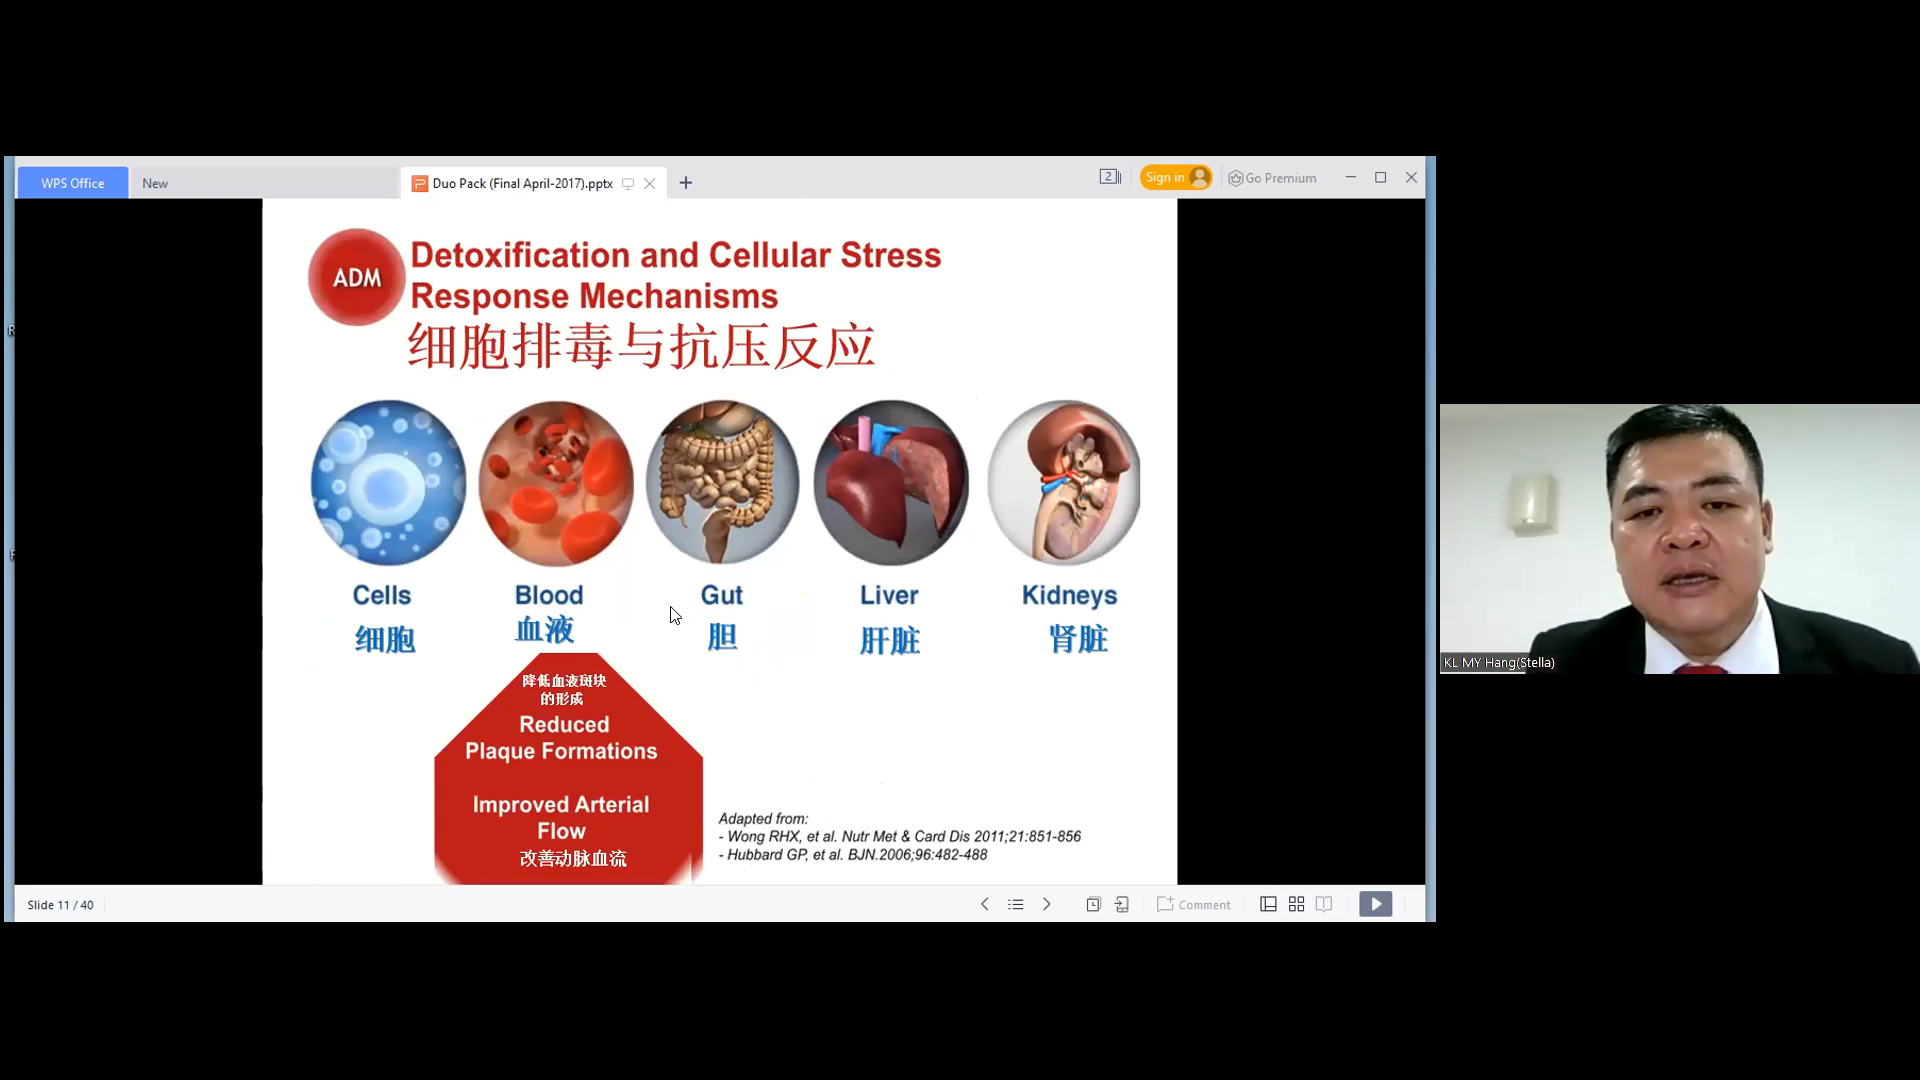 WPS Office
New
Duo Pack (Final April-2017).pptx
2
Sign in
Go Premium
ADM
Detoxification and Cellular Stress
Response Mechanisms
细胞排毒与抗压反应
Cells
Blood
Gut
Liver
Kidneys
细胞
血液
胆
肝脏
肾脏
降低血液斑块
的形成
Reduced
Plaque Formations
Improved Arterial
Flow
改善动脉血流
Adapted from:
- Wong RHX, et al. Nutr Met & Card Dis 2011;21:851-856
- Hubbard GP, et al. BJN.2006;96:482-488
KL MY Hang(Stella)
Slide 11 / 40
Comment